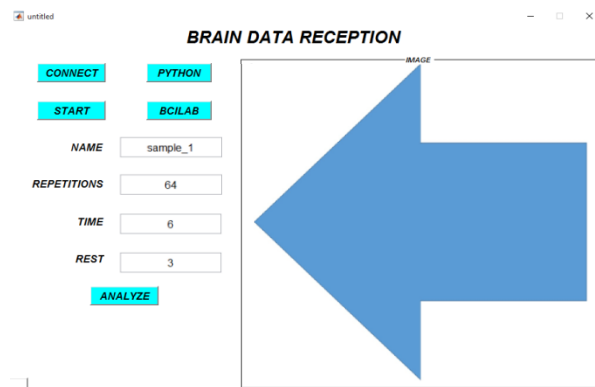 untitled
BRAIN DATA RECEPTION
CONNECT PYTHON
START BCILAB
NAME sample_1
REPETITIONS 64
TIME 6
REST 3
ANALYZE
IMAGE